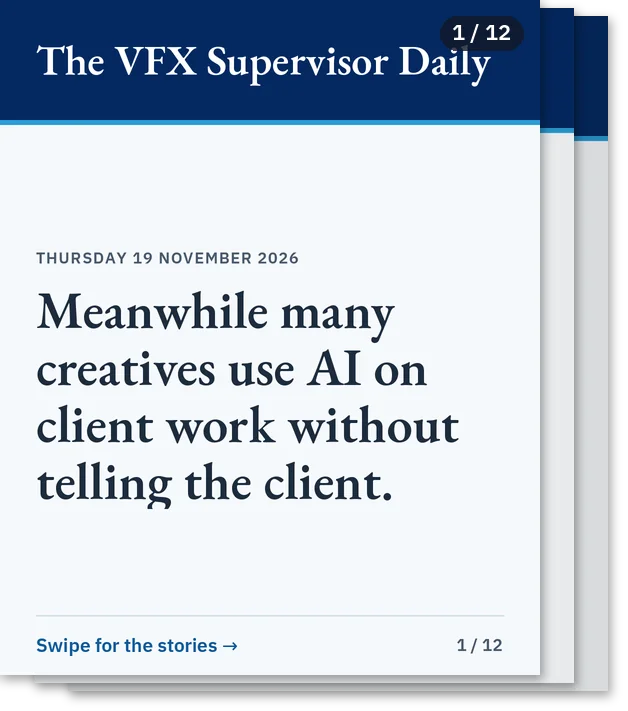 1 / 12
The VFX Supervisor Daily
THURSDAY 19 NOVEMBER 2026
Meanwhile many
creatives use AI on
client work without
telling the client.
Swipe for the stories →
1 / 12